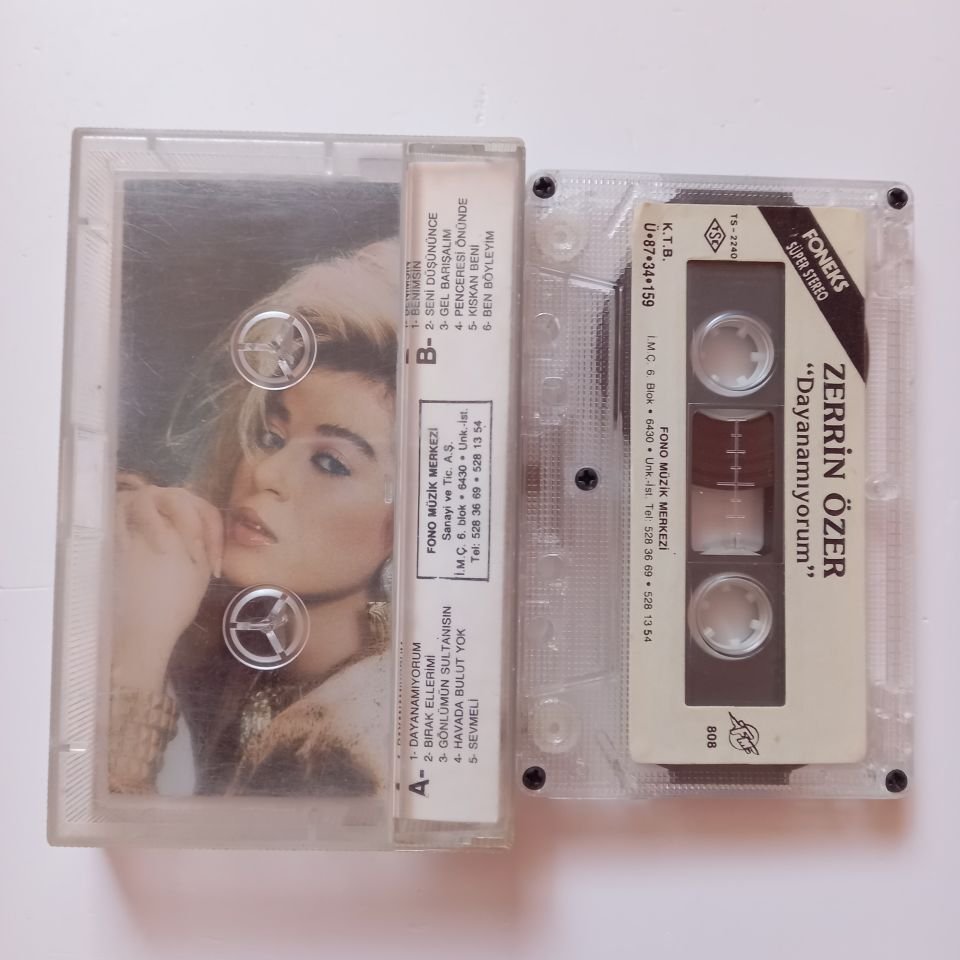 A-
1- DAYANAMIYORUM
2- BIRAK ELLERİMİ
3- GÖNLÜMÜN SULTANISIN
4- HAVADA BULUT YOK
5- SEVMELİ
FONO MÜZİK MERKEZİ
Sanayi ve Tic. A.Ş.
İ.M.Ç. 6. blok • 6430 • Unk.-İst.
Tel: 528 36 69 • 528 13 54
B-
1- BENİMSİN
2- SENİ DÜŞÜNÜNCE
3- GEL BARIŞALIM
4- PENCERESİ ÖNÜNDE
5- KISKAN BENİ
6- BEN BÖYLEYİM
FONEKS
SÜPER STEREO
ZERRİN ÖZER
“Dayanamıyorum”
TS - 2240
TSE
K.T.B.
Ü•87•34•159
FONO MÜZİK MERKEZİ
İ.M.Ç. 6. Blok • 6430 • Unk.-İst. Tel: 528 36 69 • 528 13 54
808